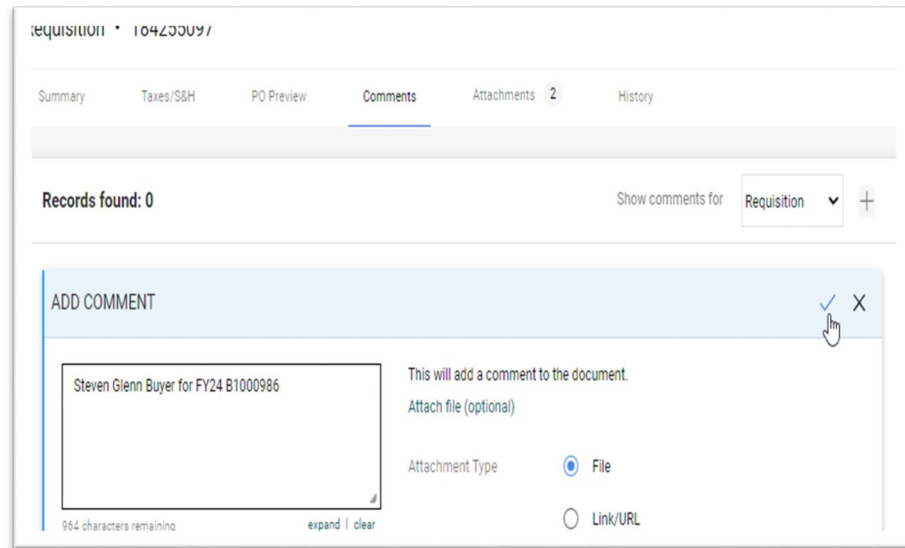 Requisition • 184255097
Summary Taxes/S&H PO Preview Comments Attachments 2 History
Records found: 0 Show comments for Requisition
ADD COMMENT
Steven Glenn Buyer for FY24 B1000986
This will add a comment to the document.
Attach file (optional)
Attachment Type File
Link/URL
964 characters remaining expand | clear